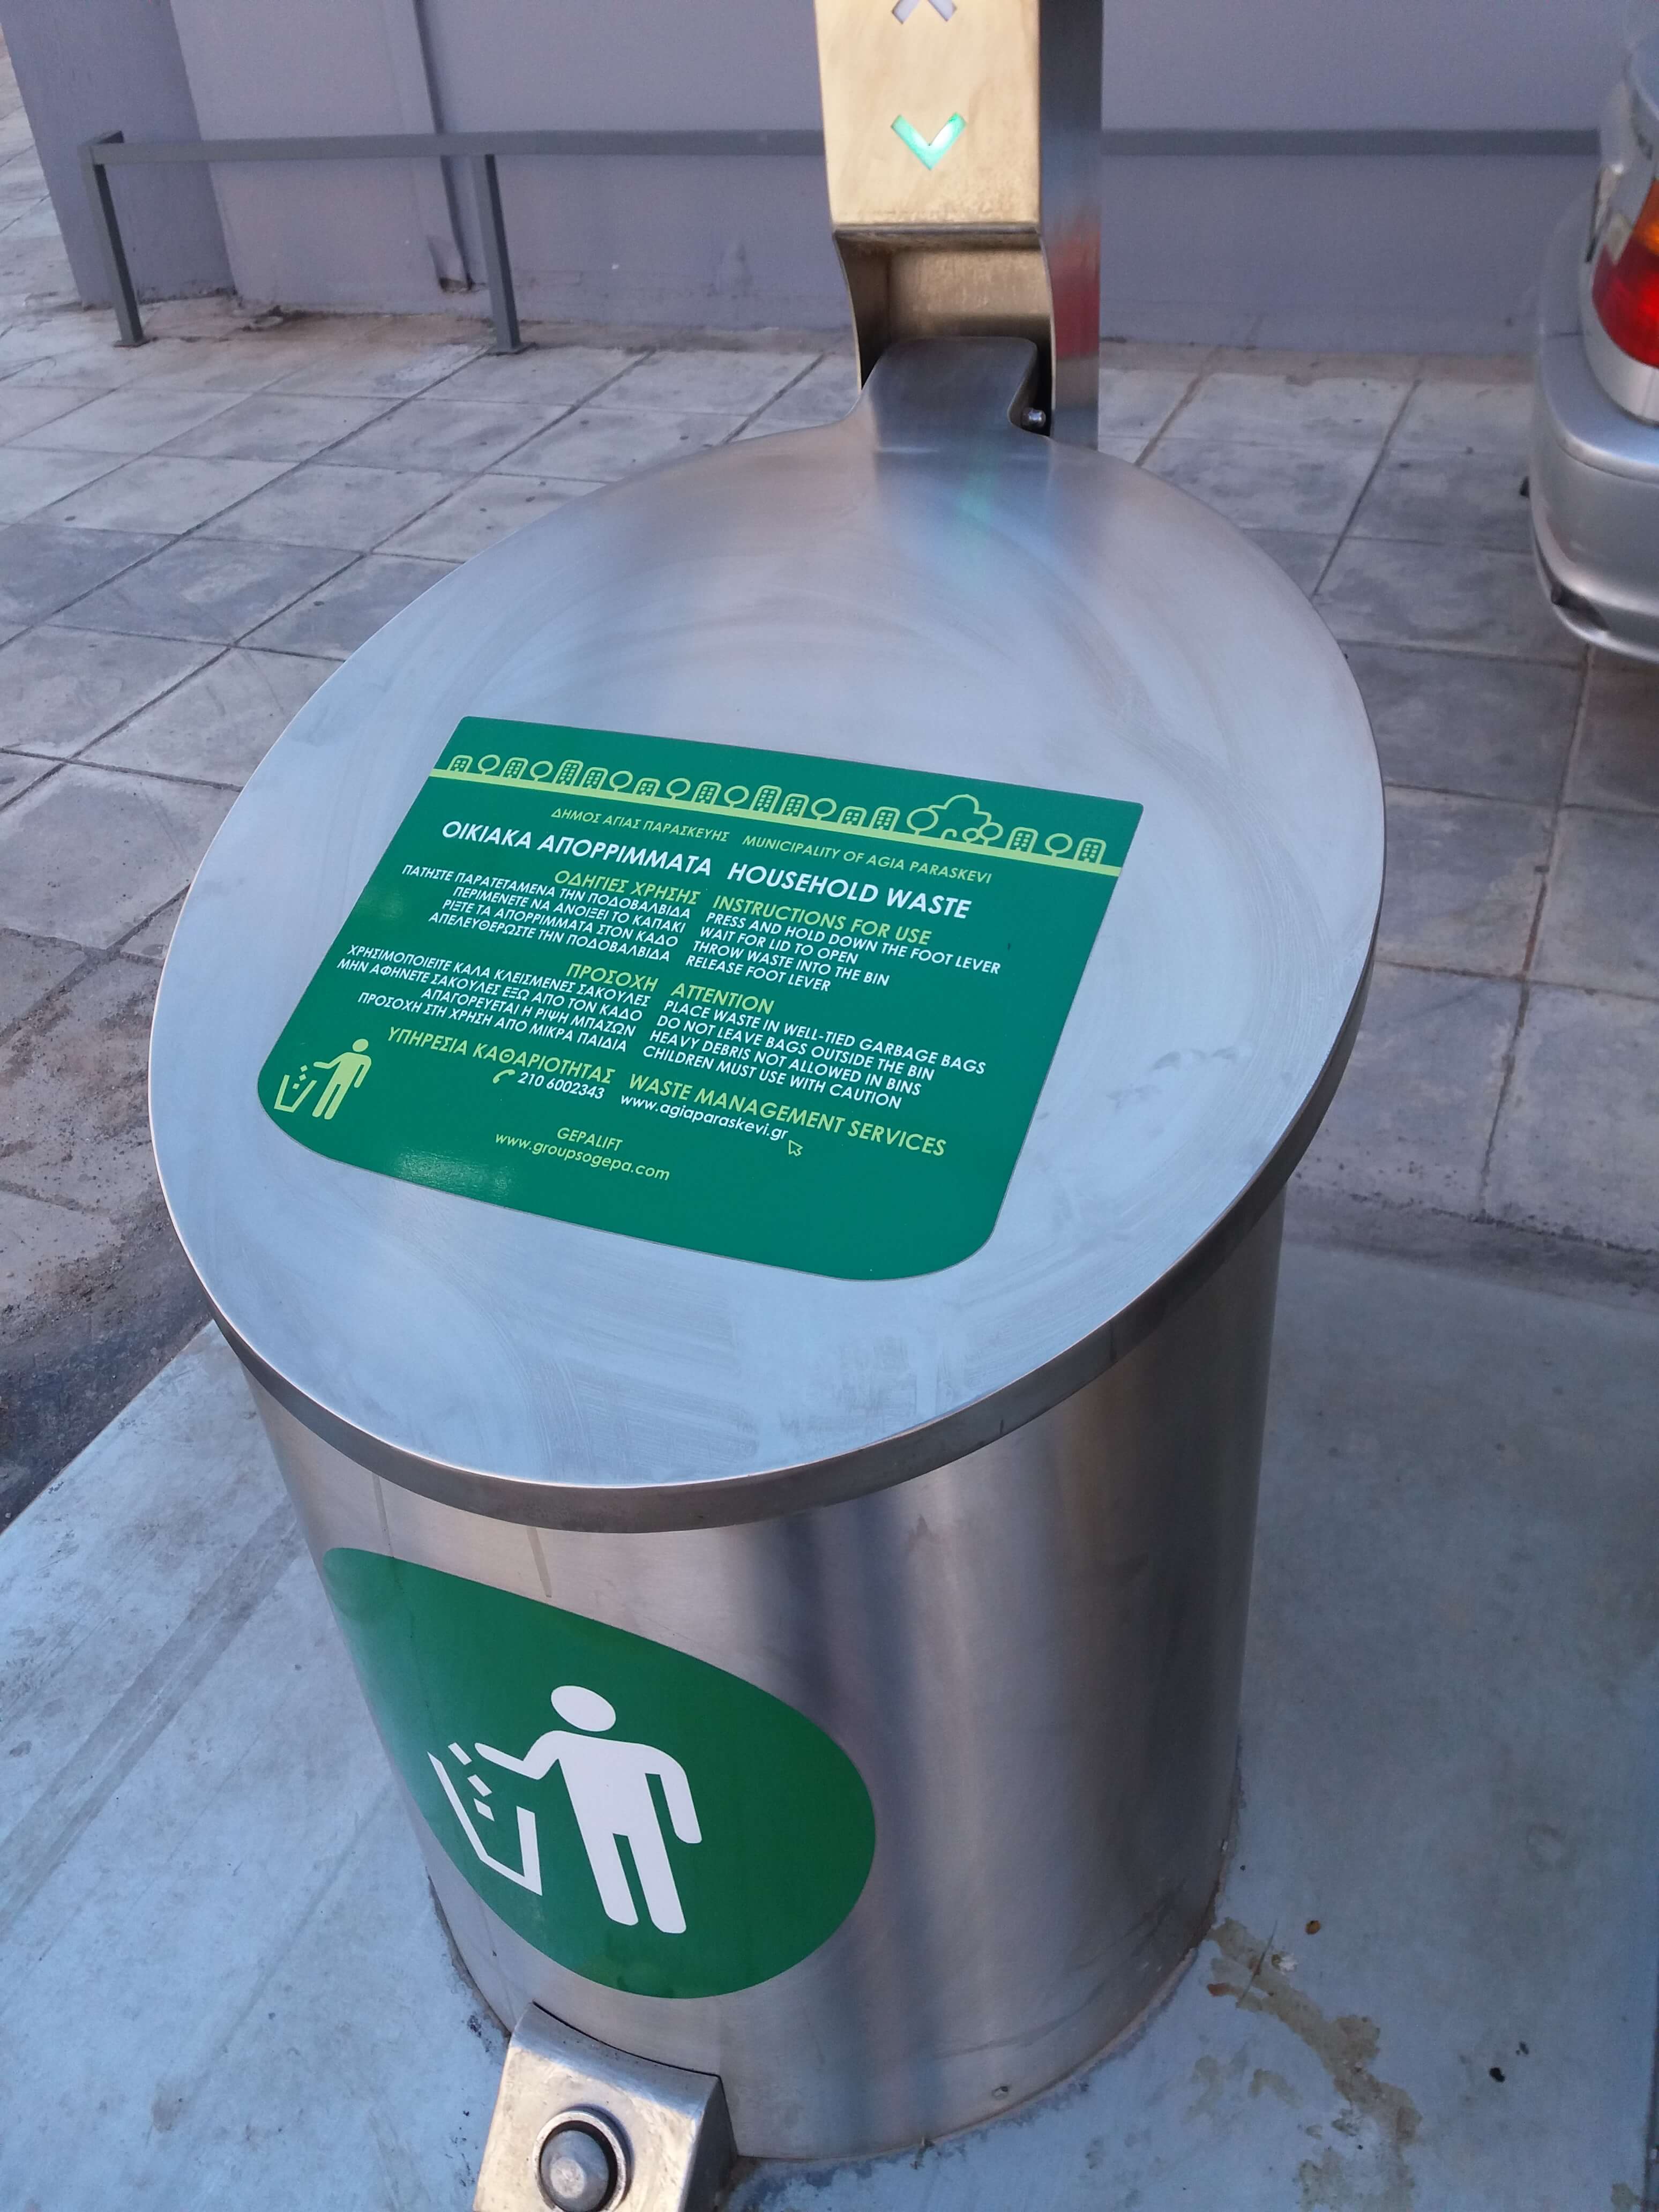 ΔΗΜΟΣ ΑΓΙΑΣ ΠΑΡΑΣΚΕΥΗΣ
ΟΙΚΙΑΚΑ ΑΠΟΡΡΙΜΜΑΤΑ
ΟΔΗΓΙΕΣ ΧΡΗΣΗΣ
ΠΑΤΗΣΤΕ ΠΑΡΑΤΕΤΑΜΕΝΑ ΤΗΝ ΠΟΔΟΒΑΛΒΙΔΑ
ΠΕΡΙΜΕΝΕΤΕ ΝΑ ΑΝΟΙΞΕΙ ΤΟ ΚΑΠΑΚΙ
ΡΙΞΤΕ ΤΑ ΑΠΟΡΡΙΜΜΑΤΑ ΣΤΟΝ ΚΑΔΟ
ΑΠΕΛΕΥΘΕΡΩΣΤΕ ΤΗΝ ΠΟΔΟΒΑΛΒΙΔΑ
ΠΡΟΣΟΧΗ
ΧΡΗΣΙΜΟΠΟΙΕΙΤΕ ΚΑΛΑ ΚΛΕΙΣΜΕΝΕΣ ΣΑΚΟΥΛΕΣ
ΜΗΝ ΑΦΗΝΕΤΕ ΣΑΚΟΥΛΕΣ ΕΞΩ ΑΠΟ ΤΟΝ ΚΑΔΟ
ΑΠΑΓΟΡΕΥΕΤΑΙ Η ΡΙΨΗ ΜΠΑΖΩΝ
ΠΡΟΣΟΧΗ ΣΤΗ ΧΡΗΣΗ ΑΠΟ ΜΙΚΡΑ ΠΑΙΔΙΑ
ΥΠΗΡΕΣΙΑ ΚΑΘΑΡΙΟΤΗΤΑΣ
210 6002343
MUNICIPALITY OF AGIA PARASKEVI
HOUSEHOLD WASTE
INSTRUCTIONS FOR USE
PRESS AND HOLD DOWN THE FOOT LEVER
WAIT FOR LID TO OPEN
THROW WASTE INTO THE BIN
RELEASE FOOT LEVER
ATTENTION
PLACE WASTE IN WELL-TIED GARBAGE BAGS
DO NOT LEAVE BAGS OUTSIDE THE BIN
HEAVY DEBRIS NOT ALLOWED IN BINS
CHILDREN MUST USE WITH CAUTION
WASTE MANAGEMENT SERVICES
www.agiaparaskevi.gr
GEPALIFT
www.groupsogepa.com